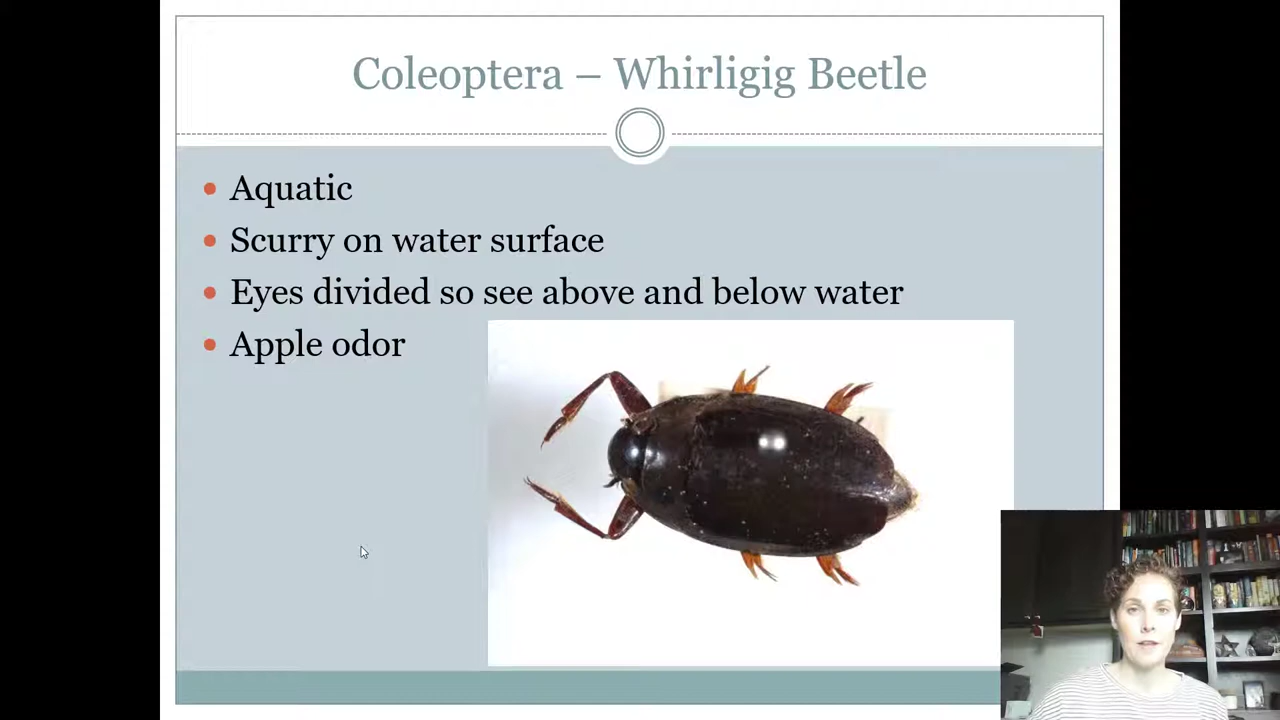 Coleoptera – Whirligig Beetle
Aquatic
Scurry on water surface
Eyes divided so see above and below water
Apple odor